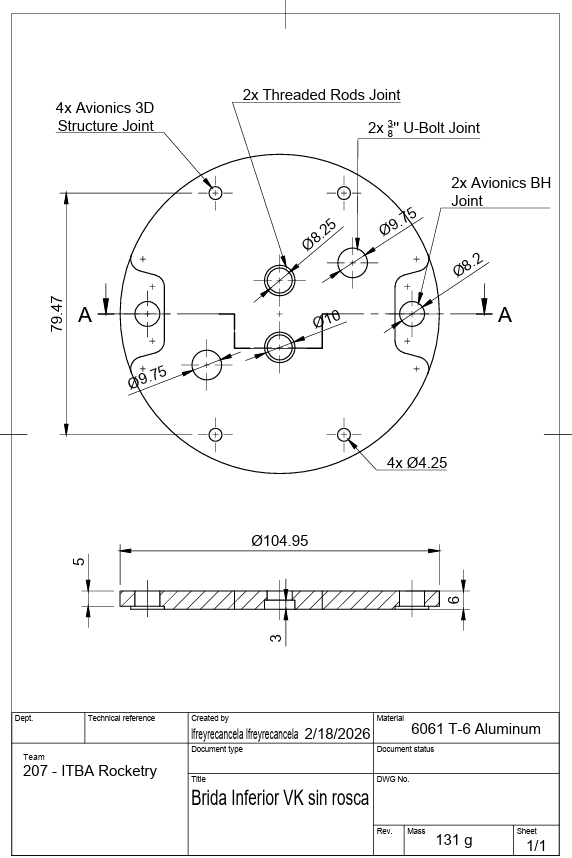 4x Avionics 3D
Structure Joint
2x Threaded Rods Joint
2x 3/8" U-Bolt Joint
2x Avionics BH
Joint
Ø8.25
Ø9.75
Ø8.2
79.47
A
A
Ø10
Ø9.75
4x Ø4.25
Ø104.95
5
6
3
Dept.
Technical reference
Created by
lfreyrecancela lfreyrecancela 2/18/2026
Material
6061 T-6 Aluminum
Team
207 - ITBA Rocketry
Document type
Document status
Title
Brida Inferior VK sin rosca
DWG No.
Rev.
Mass
131 g
Sheet
1/1